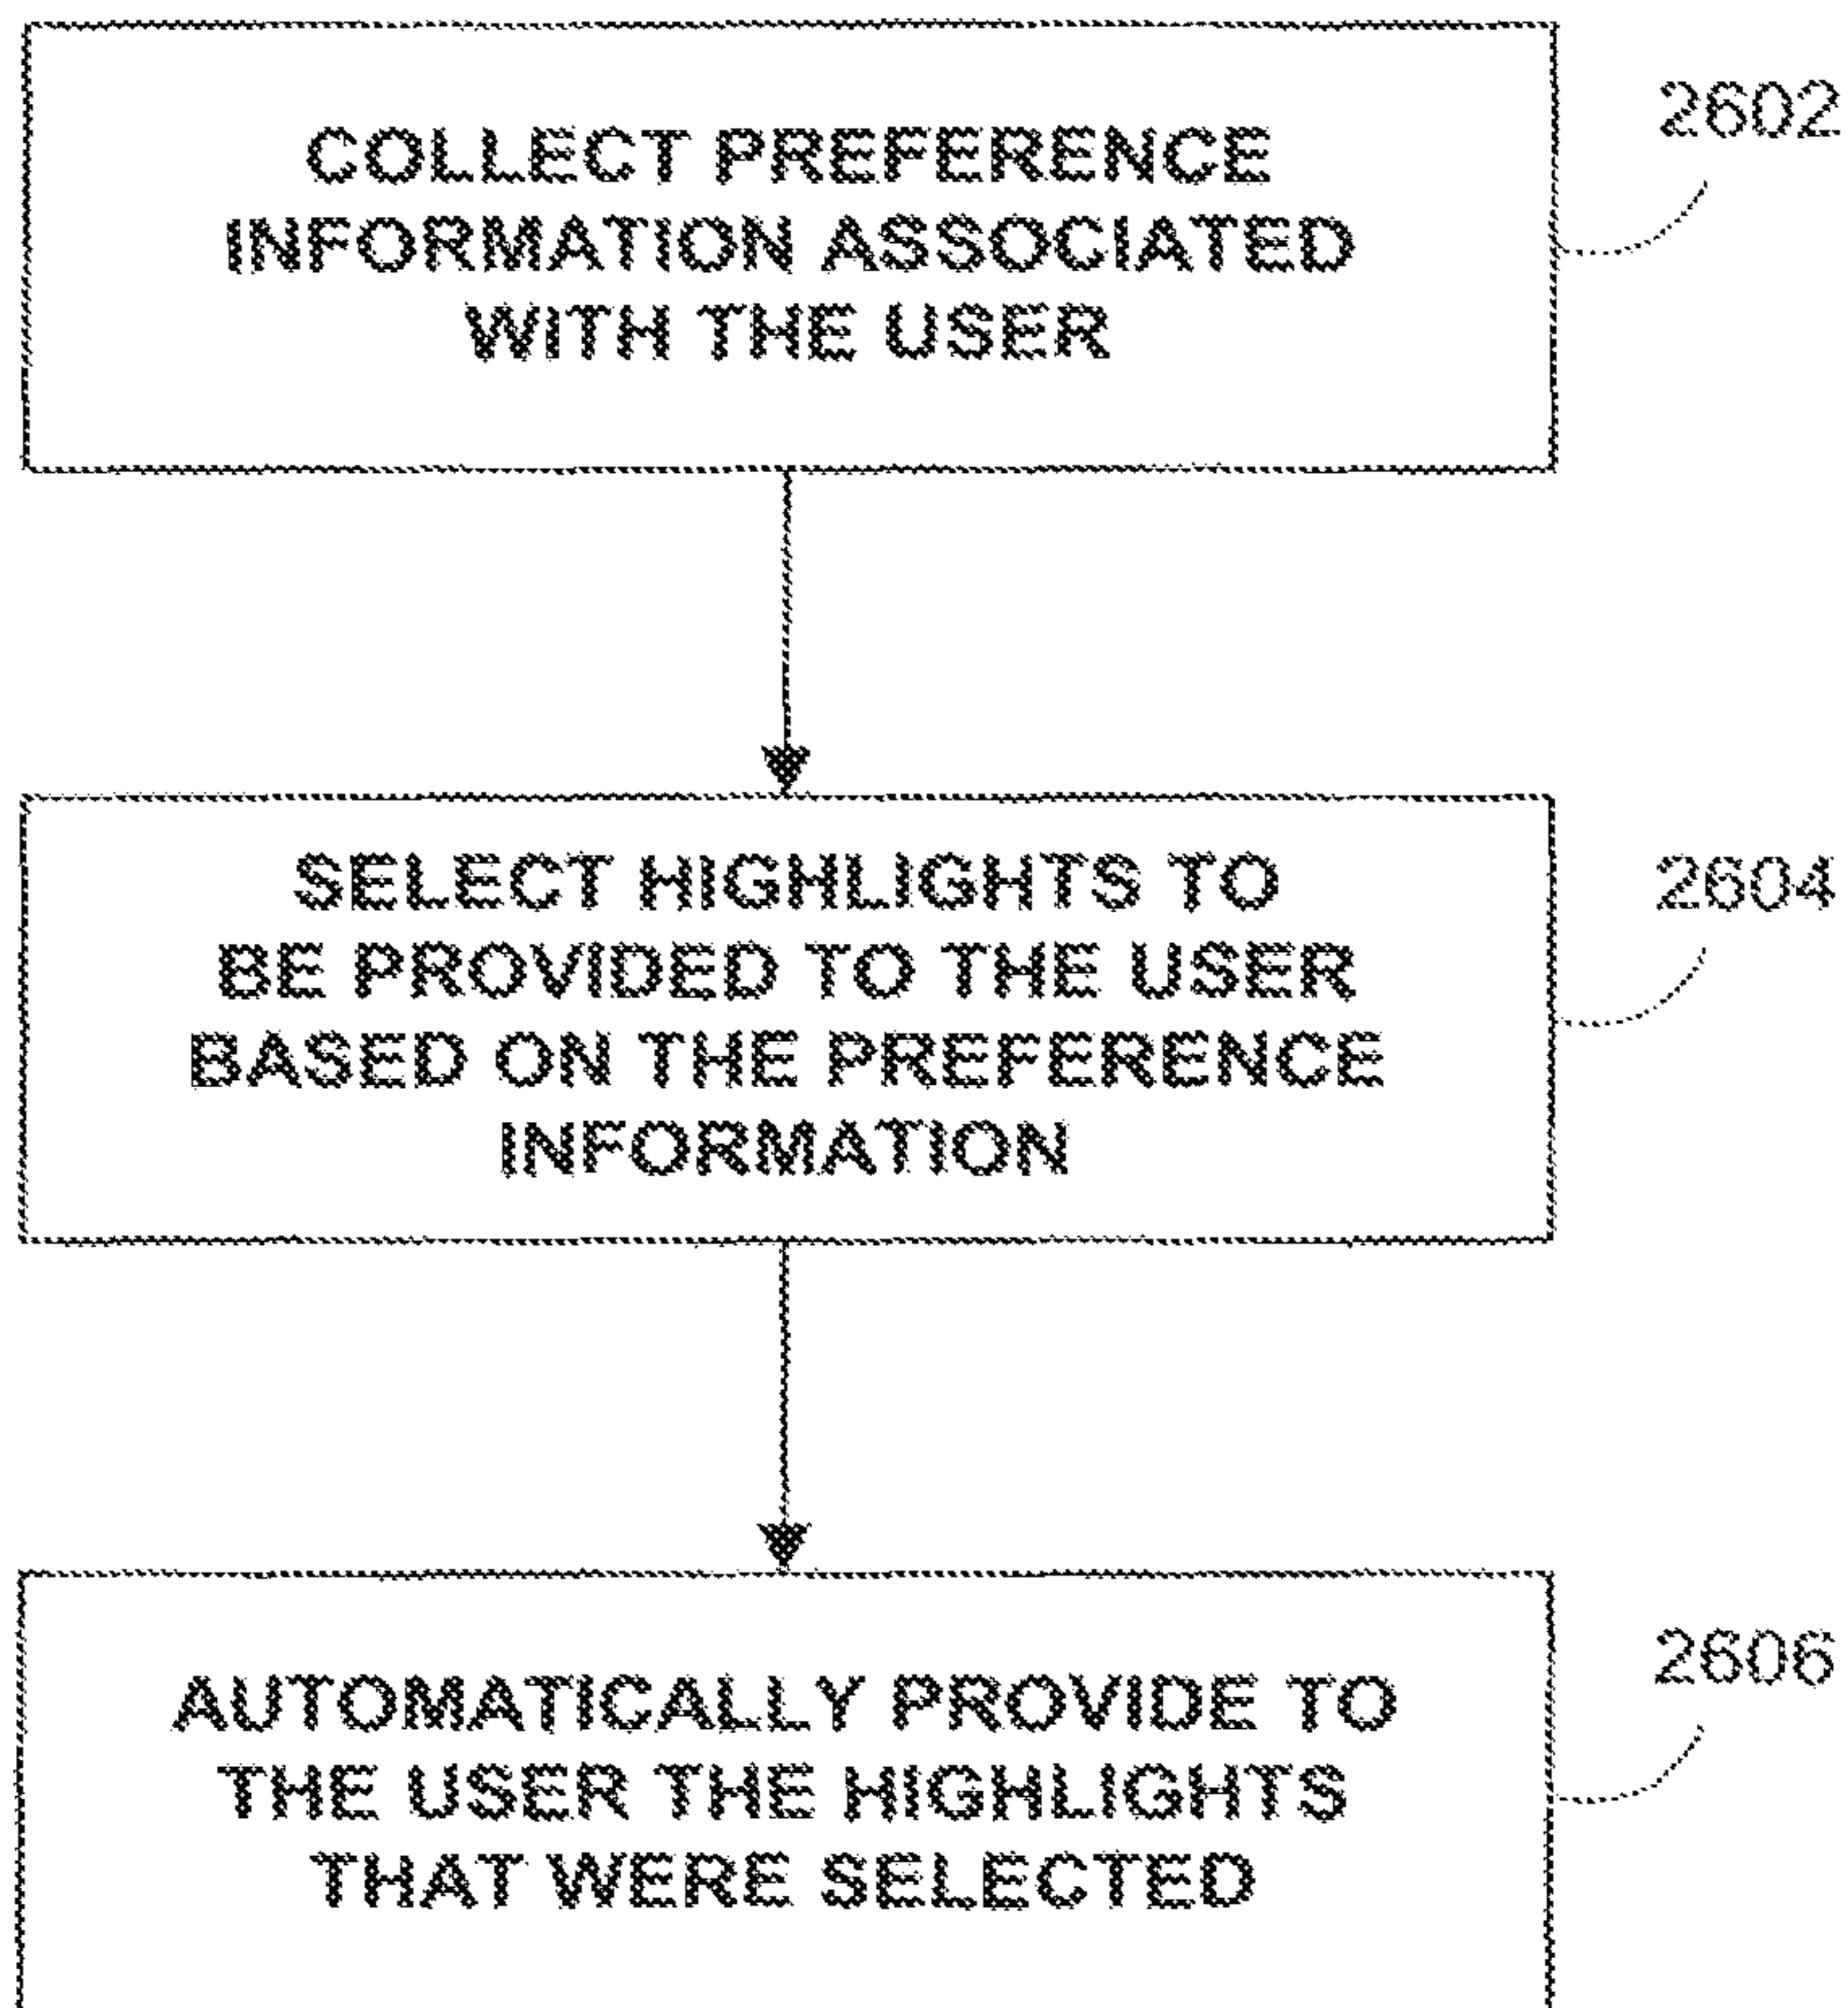 COLLECT PREFERENCE
INFORMATION ASSOCIATED
WITH THE USER
2602
SELECT HIGHLIGHTS TO
BE PROVIDED TO THE USER
BASED ON THE PREFERENCE
INFORMATION
2604
AUTOMATICALLY PROVIDE TO
THE USER THE HIGHLIGHTS
THAT WERE SELECTED
2606